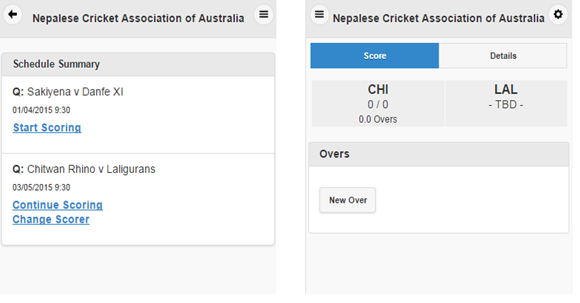 Nepalese Cricket Association of Australia
Schedule Summary
Q: Sakiyena v Danfe XI
01/04/2015 9:30
Start Scoring
Q: Chitwan Rhino v Laligurans
03/05/2015 9:30
Continue Scoring
Change Scorer
Nepalese Cricket Association of Australia
Score Details
CHI LAL
0 / 0 - TBD -
0.0 Overs
Overs
New Over